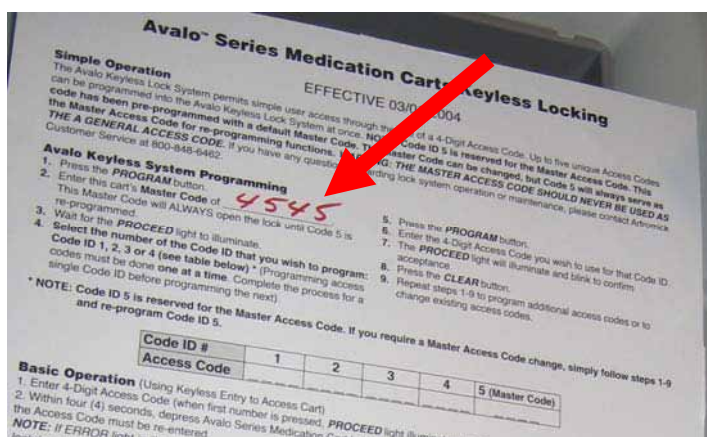 Avalo™ Series Medication Carts Keyless Locking
EFFECTIVE 03/0 2004
Simple Operation
The Avalo Keyless Lock System permits simple user access through the of a 4-Digit Access Code. Up to five unique Access Codes
can be programmed into the Avalo Keyless Lock System at once. NOTE: Code ID 5 is reserved for the Master Access Code. This
code has been pre-programmed with a default Master Code. The Master Code can be changed, but Code 5 will always serve as
the Master Access Code for re-programming functions. WARNING: THE MASTER ACCESS CODE SHOULD NEVER BE USED AS
THE A GENERAL ACCESS CODE. If you have any questions regarding lock system operation or maintenance, please contact Artromick
Customer Service at 800-848-6462.
Avalo Keyless System Programming
1. Press the PROGRAM button.
2. Enter this cart's Master Code of 4545
This Master Code will ALWAYS open the lock until Code 5 is
re-programmed.
3. Wait for the PROCEED light to illuminate.
4. Select the number of the Code ID that you wish to program:
Code ID 1, 2, 3 or 4 (see table below) * (Programming access
codes must be done one at a time. Complete the process for a
single Code ID before programming the next)
5. Press the PROGRAM button.
6. Enter the 4-Digit Access Code you wish to use for that Code ID.
7. The PROCEED light will illuminate and blink to confirm
acceptance.
8. Press the CLEAR button.
9. Repeat steps 1-9 to program additional access codes or to
change existing access codes.
* NOTE: Code ID 5 is reserved for the Master Access Code. If you require a Master Access Code change, simply follow steps 1-9
and re-program Code ID 5.
Code ID # 1 2 3 4 5 (Master Code)
Access Code
Basic Operation (Using Keyless Entry to Access Cart)
1. Enter 4-Digit Access Code (when first number is pressed, PROCEED light
2. Within four (4) seconds, depress Avalo Series Medication
the Access Code must be re-entered.
NOTE: If ERROR light